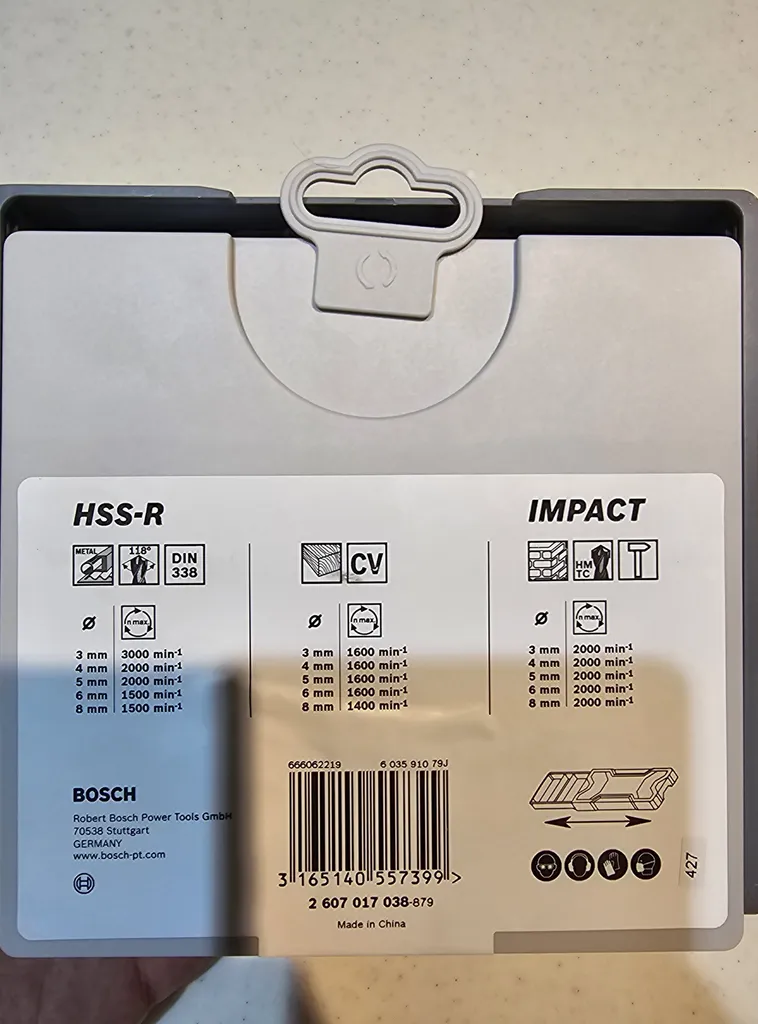 HSS-R
METAL
118°
DIN
338
Ø
n max.
3 mm 3000 min-1
4 mm 2000 min-1
5 mm 2000 min-1
6 mm 1500 min-1
8 mm 1500 min-1
CV
Ø
n max.
3 mm 1600 min-1
4 mm 1600 min-1
5 mm 1600 min-1
6 mm 1600 min-1
8 mm 1400 min-1
IMPACT
HM
TC
Ø
n max.
3 mm 2000 min-1
4 mm 2000 min-1
5 mm 2000 min-1
6 mm 2000 min-1
8 mm 2000 min-1
BOSCH
Robert Bosch Power Tools GmbH
70538 Stuttgart
GERMANY
www.bosch-pt.com
666062219 6 035 910 79J
3 165140 557399 >
2 607 017 038-879
Made in China
427